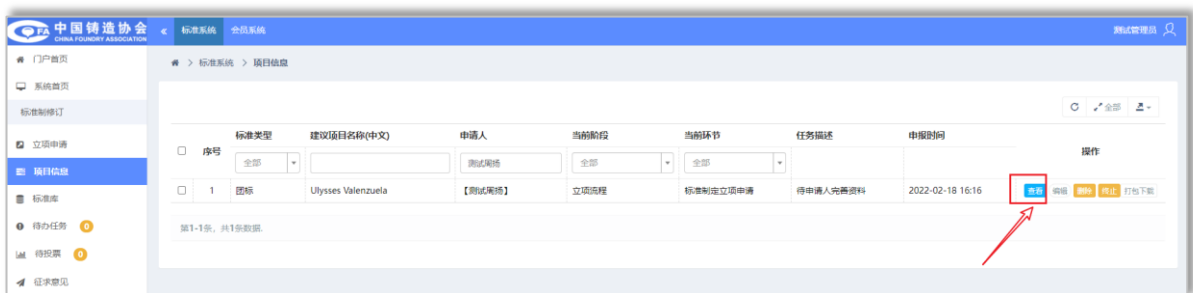 中国铸造协会
CHINA FOUNDRY ASSOCIATION
« 标准系统 会员系统 测试管理员
门户首页
> 标准系统 > 项目信息
系统首页
标准制修订
全部
立项申请
序号 标准类型 建议项目名称(中文) 申请人 当前阶段 当前环节 任务描述 申报时间 操作
全部 测试周扬 全部 全部
项目信息
1 团标 Ulysses Valenzuela 【测试周扬】 立项流程 标准制定立项申请 待申请人完善资料 2022-02-18 16:16 查看 编辑 删除 终止 打包下载
标准库
待办任务 0
第1-1条，共1条数据.
待投票 0
征求意见